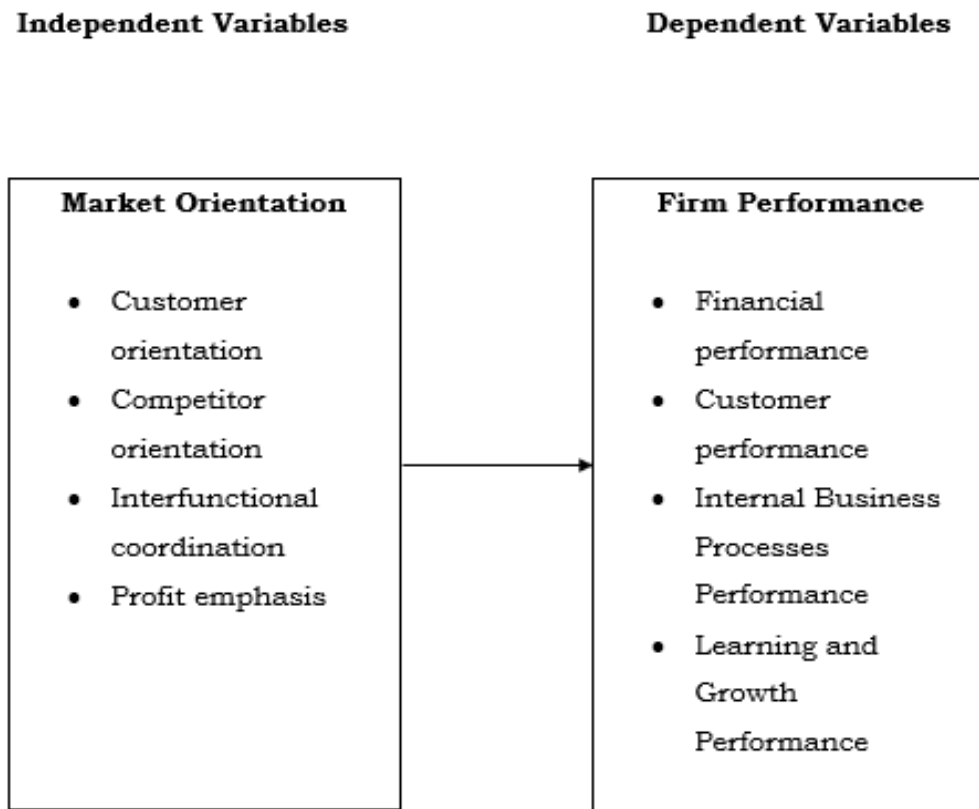 Independent Variables
Dependent Variables
Market Orientation
• Customer
orientation
• Competitor
orientation
• Interfunctional
coordination
• Profit emphasis
Firm Performance
• Financial
performance
• Customer
performance
• Internal Business
Processes
Performance
• Learning and
Growth
Performance